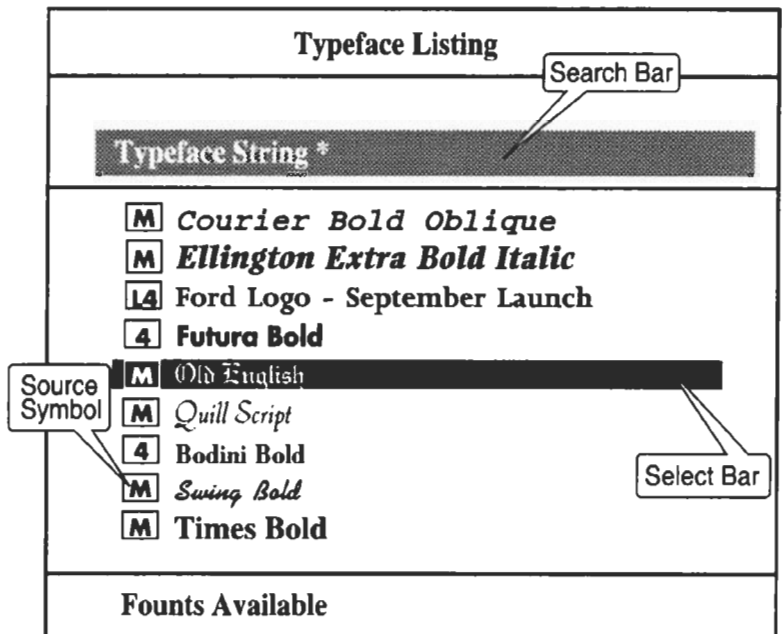 Typeface Listing
Search Bar
Typeface String *
M Courier Bold Oblique
M Ellington Extra Bold Italic
L4 Ford Logo - September Launch
4 Futura Bold
M Old English
Source
Symbol
M Quill Script
4 Bodini Bold
Select Bar
M Swing Bold
M Times Bold
Founts Available